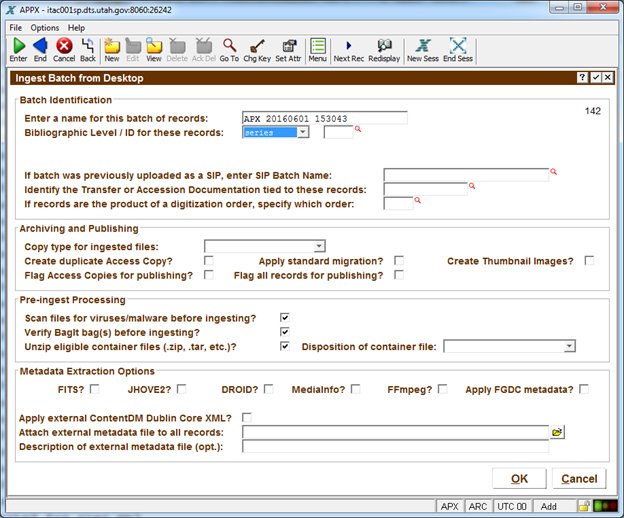 APPX - itac001sp.dts.utah.gov:8060:26242
File Options Help
Enter End Cancel Back New Edit View Delete Ack Del Go To Chg Key Set Attr Menu Next Rec Redisplay New Sess End Sess
Ingest Batch from Desktop
Batch Identification
142
Enter a name for this batch of records: APX 20160601 153043
Bibliographic Level / ID for these records: series
If batch was previously uploaded as a SIP, enter SIP Batch Name:
Identify the Transfer or Accession Documentation tied to these records:
If records are the product of a digitization order, specify which order:
Archiving and Publishing
Copy type for ingested files:
Create duplicate Access Copy? Apply standard migration? Create Thumbnail Images?
Flag Access Copies for publishing? Flag all records for publishing?
Pre-ingest Processing
Scan files for viruses/malware before ingesting?
Verify BagIt bag(s) before ingesting?
Unzip eligible container files (.zip, .tar, etc.)? Disposition of container file:
Metadata Extraction Options
FITS? JHOVE2? DROID? MediaInfo? FFmpeg? Apply FGDC metadata?
Apply external ContentDM Dublin Core XML?
Attach external metadata file to all records:
Description of external metadata file (opt.):
OK Cancel
APX ARC UTC 00 Add